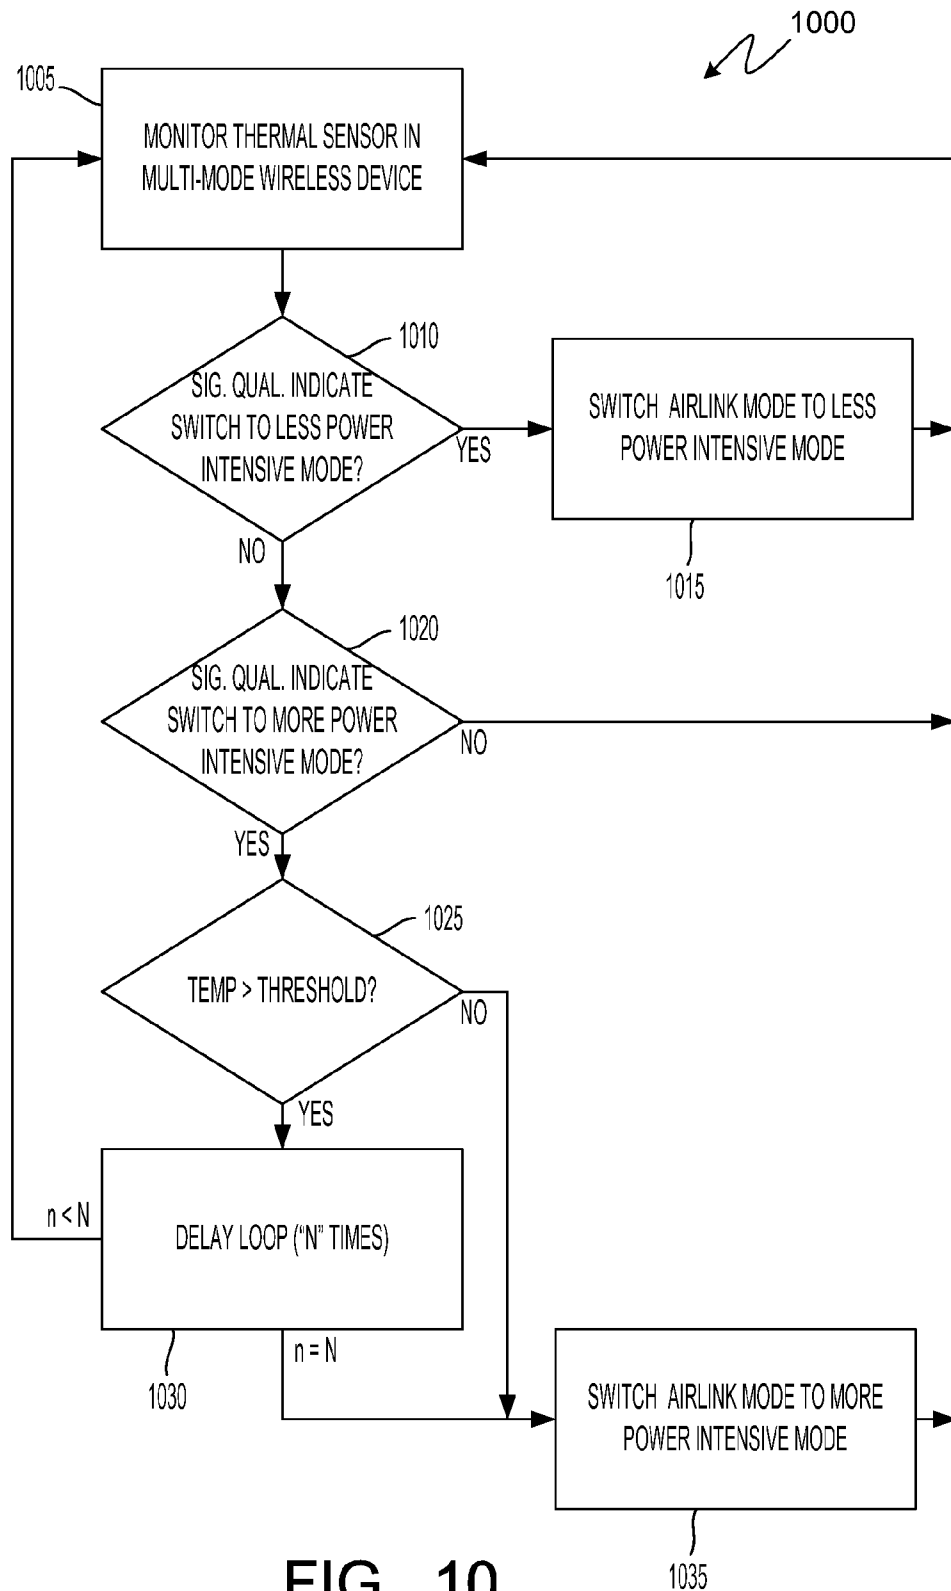 1000
1005
MONITOR THERMAL SENSOR IN
MULTI-MODE WIRELESS DEVICE
1010
SIG. QUAL. INDICATE
SWITCH TO LESS POWER
INTENSIVE MODE?
YES
NO
SWITCH AIRLINK MODE TO LESS
POWER INTENSIVE MODE
1015
1020
SIG. QUAL. INDICATE
SWITCH TO MORE POWER
INTENSIVE MODE?
NO
YES
1025
TEMP > THRESHOLD?
NO
YES
n < N
DELAY LOOP ("N" TIMES)
n = N
1030
SWITCH AIRLINK MODE TO MORE
POWER INTENSIVE MODE
1035
FIG. 10